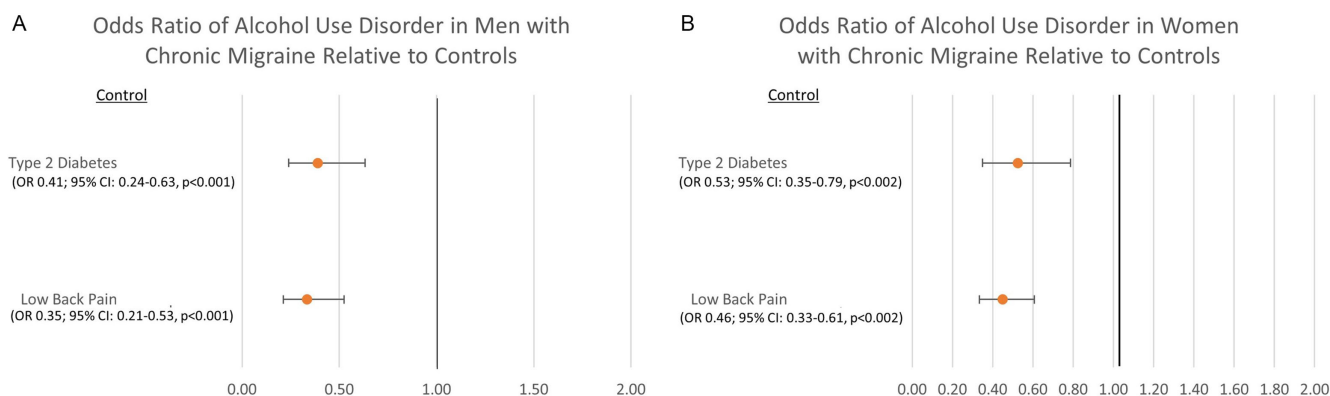 A
Odds Ratio of Alcohol Use Disorder in Men with
Chronic Migraine Relative to Controls
Control
Type 2 Diabetes
(OR 0.41; 95% CI: 0.24-0.63, p<0.001)
Low Back Pain
(OR 0.35; 95% CI: 0.21-0.53, p<0.001)
0.00 0.50 1.00 1.50 2.00
B
Odds Ratio of Alcohol Use Disorder in Women
with Chronic Migraine Relative to Controls
Control
Type 2 Diabetes
(OR 0.53; 95% CI: 0.35-0.79, p<0.002)
Low Back Pain
(OR 0.46; 95% CI: 0.33-0.61, p<0.002)
0.00 0.20 0.40 0.60 0.80 1.00 1.20 1.40 1.60 1.80 2.00